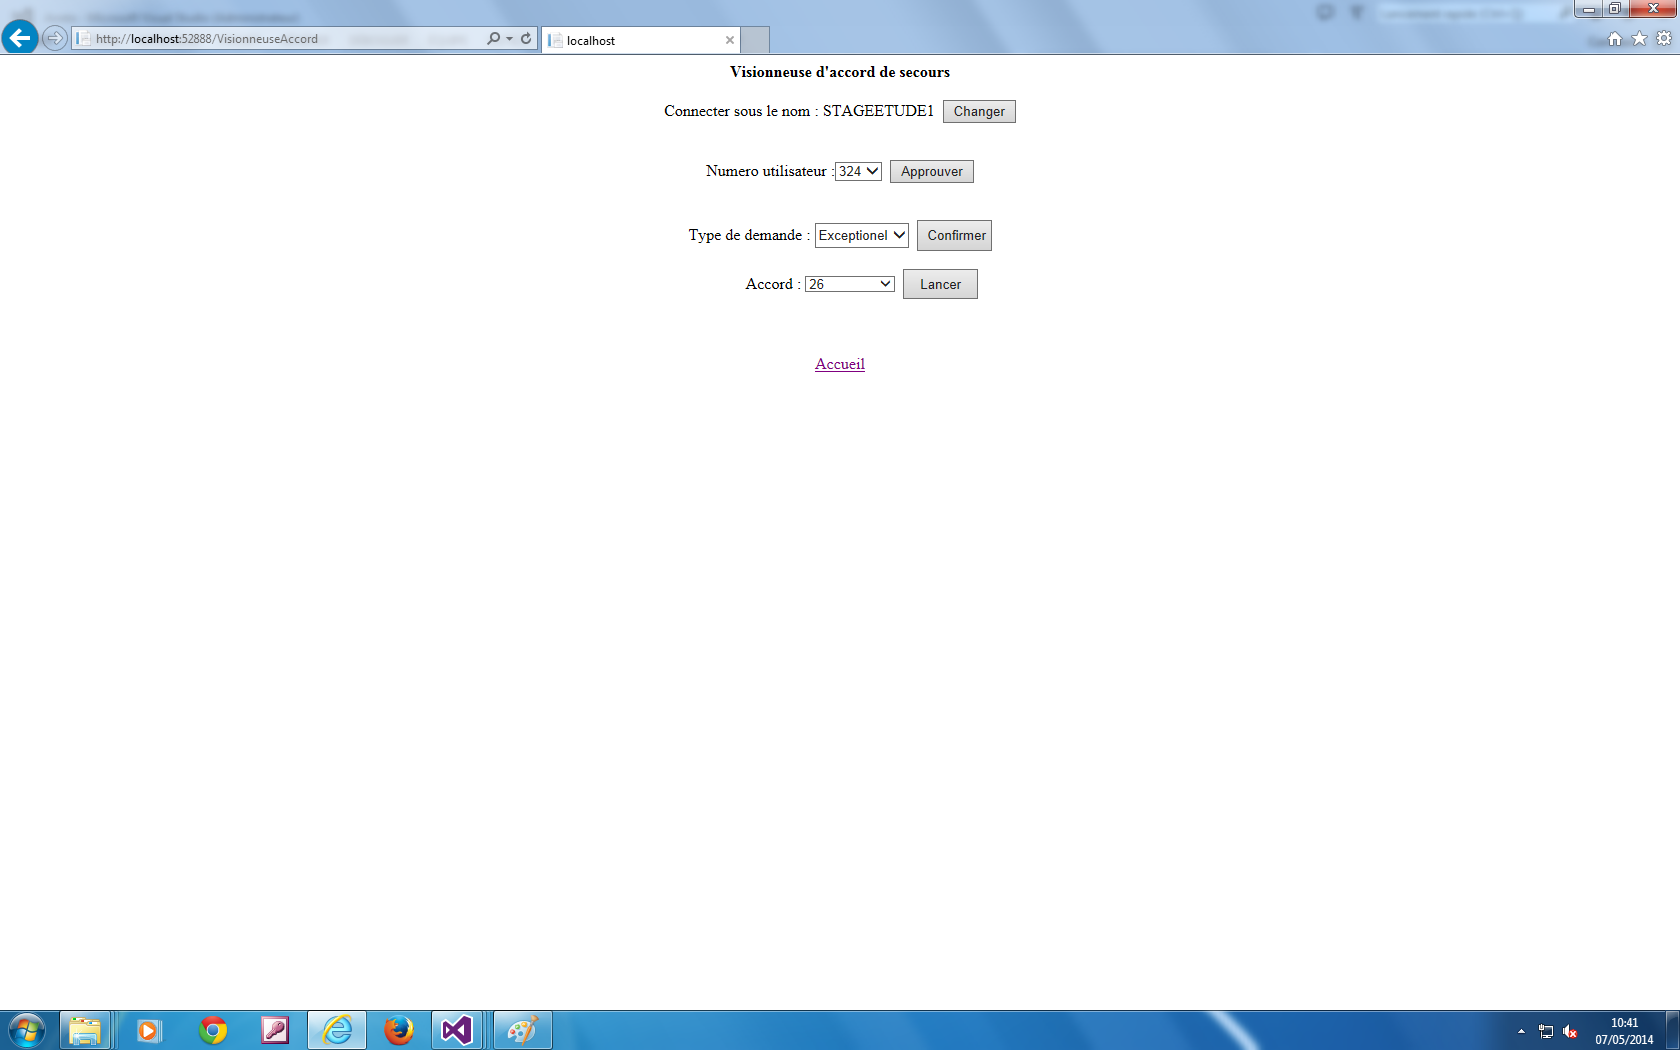 http://localhost:52888/VisionneuseAccord
localhost
Visionneuse d'accord de secours
Connecter sous le nom : STAGEETUDE1 Changer
Numero utilisateur : 324 Approuver
Type de demande : Exceptionel Confirmer
Accord : 26 Lancer
Accueil
10:41
07/05/2014